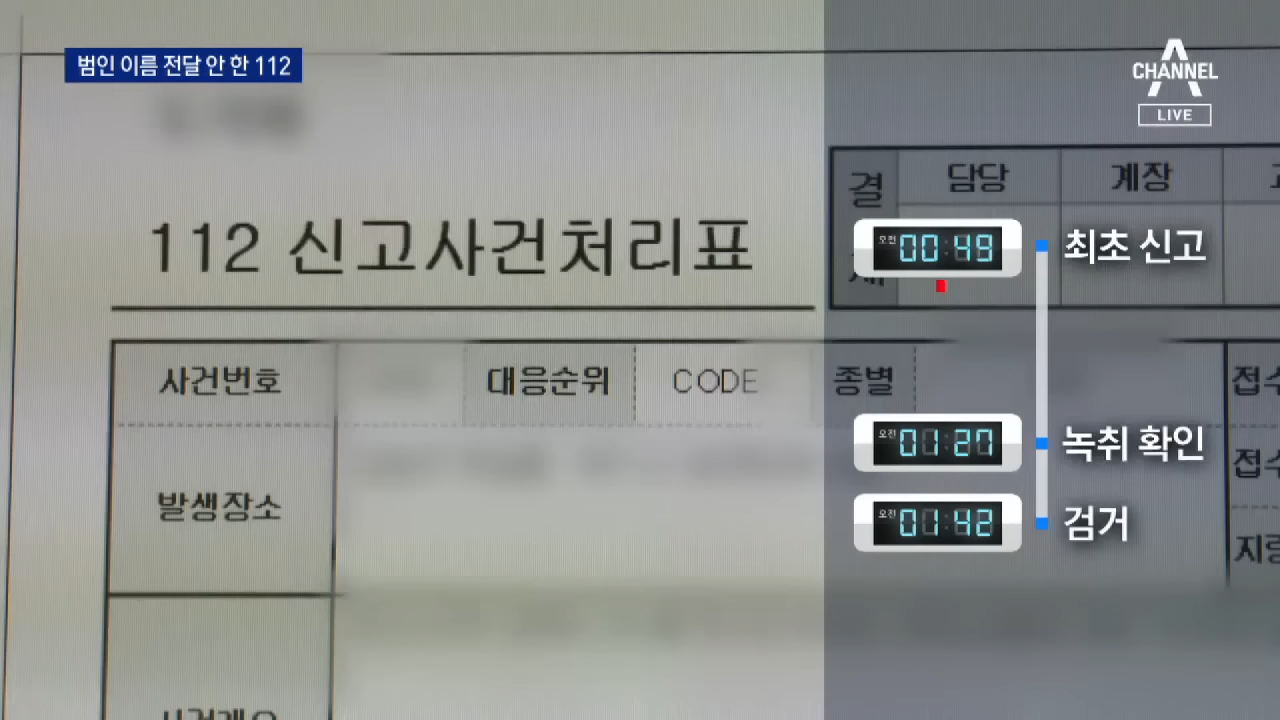 범인 이름 전달 안 한 112
CHANNEL
LIVE
112 신고사건처리표
결
담당
계장
오전 00:49
최초 신고
사건번호
대응순위
CODE
종별
오전 01:27
녹취 확인
발생장소
오전 01:42
검거